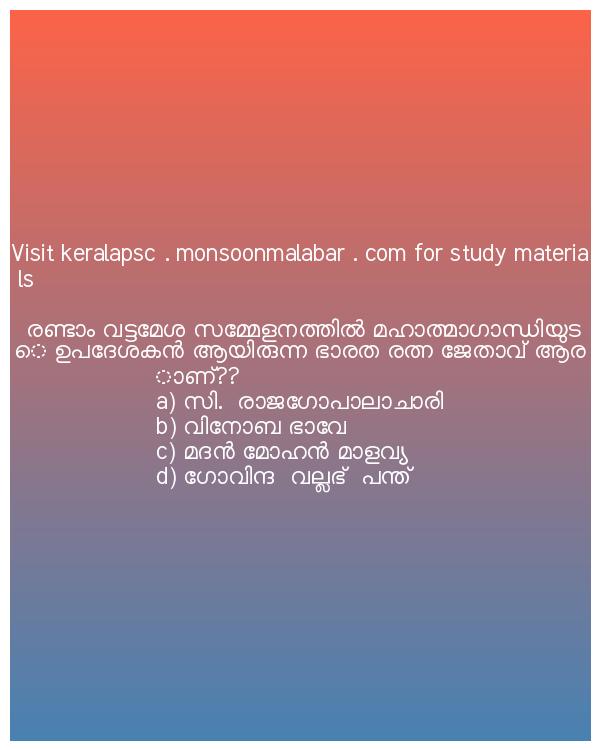 Visit keralapsc . monsoonmalabar . com for study materia
ls
രണ്ടാം വട്ടമേശ സമ്മേളനത്തിൽ മഹാത്മാഗാന്ധിയുട
െ ഉപദേശകൻ ആയിരുന്ന ഭാരത രത്ന ജേതാവ് ആര
ാണ്??
a) സി. രാജഗോപാലാചാരി
b) വിനോബ ഭാവേ
c) മദൻ മോഹൻ മാളവ്യ
d) ഗോവിന്ദ വല്ലഭ് പന്ത്